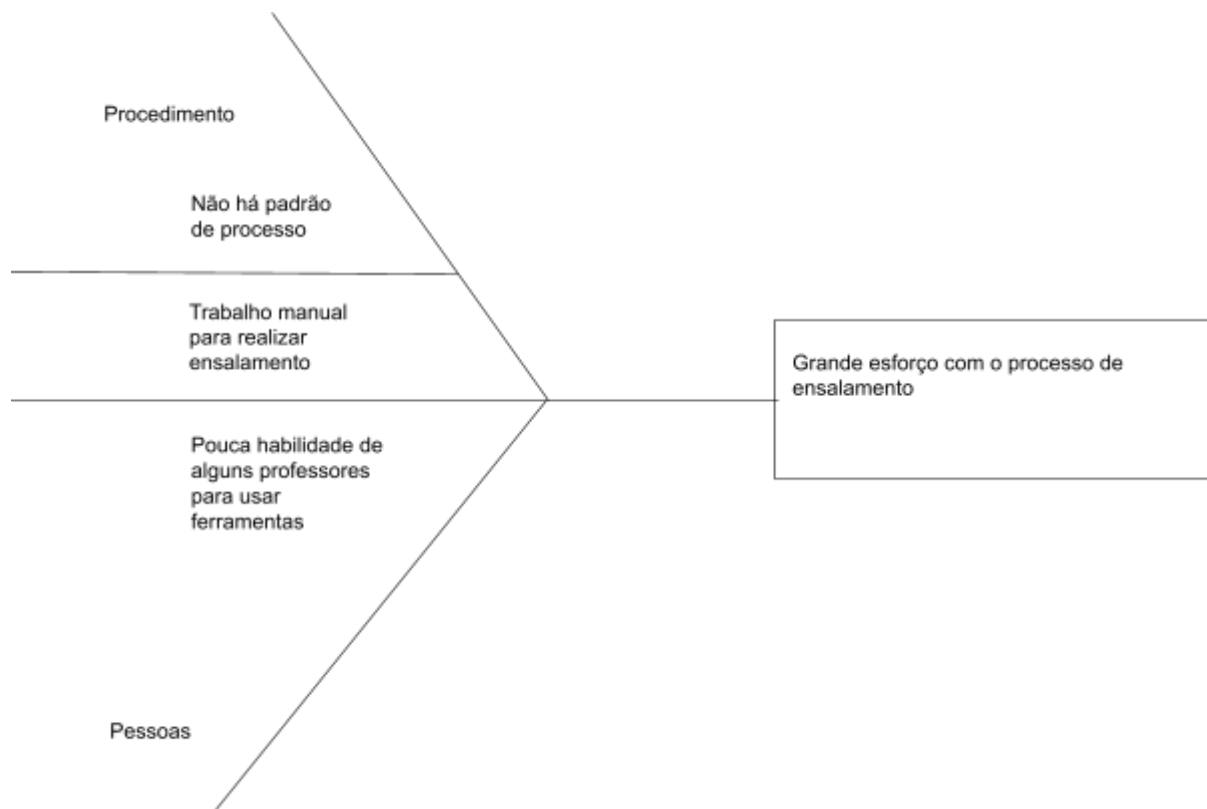 Procedimento
Não há padrão
de processo
Trabalho manual
para realizar
ensalamento
Grande esforço com o processo de
ensalamento
Pouca habilidade de
alguns professores
para usar
ferramentas
Pessoas